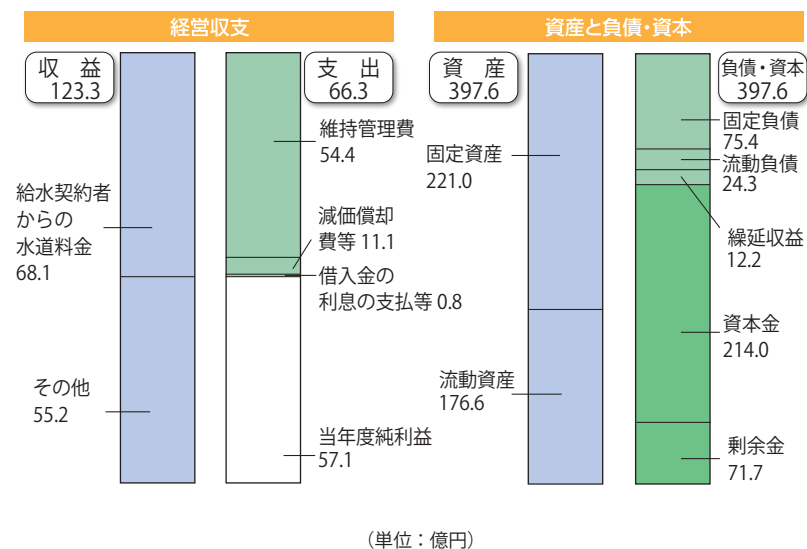 経営収支
収　益
123.3
支　出
66.3
維持管理費
54.4
給水契約者
からの
水道料金
68.1
減価償却
費等 11.1
借入金の
利息の支払等 0.8
その他
55.2
当年度純利益
57.1
資産と負債・資本
資　産
397.6
負債・資本
397.6
固定資産
221.0
固定負債
75.4
流動負債
24.3
繰延収益
12.2
資本金
214.0
流動資産
176.6
剰余金
71.7
（単位：億円）